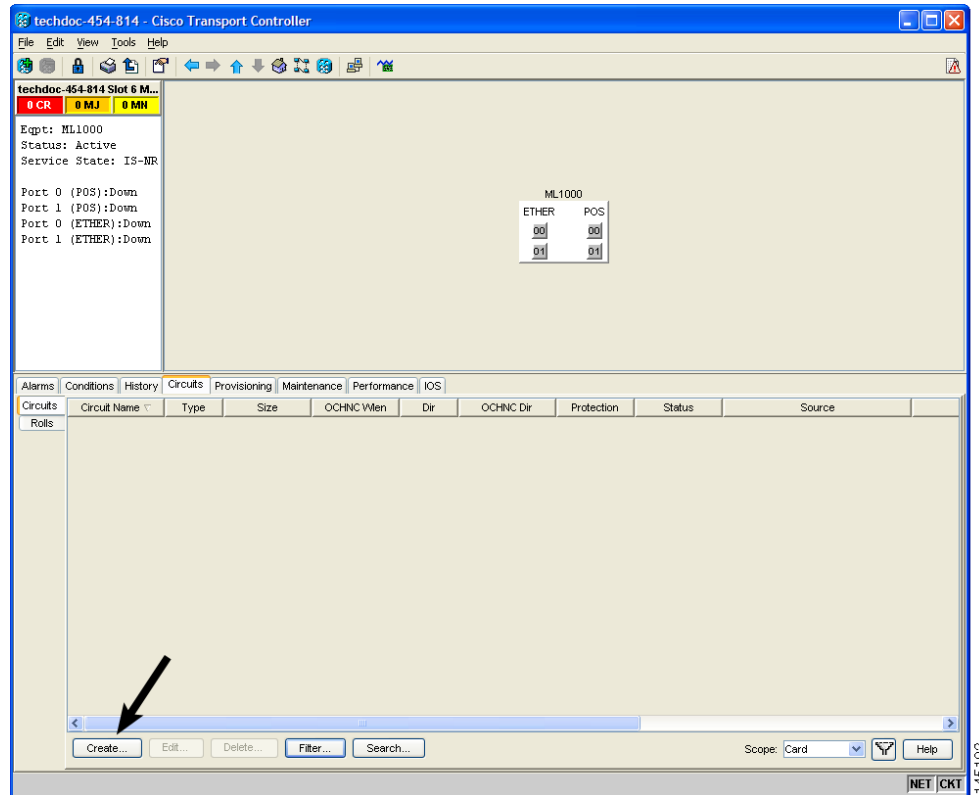 techdoc-454-814 - Cisco Transport Controller
File Edit View Tools Help
techdoc-454-814 Slot 6 M...
0 CR 0 MJ 0 MN
Eqpt: ML1000
Status: Active
Service State: IS-NR
Port 0 (POS):Down
Port 1 (POS):Down
Port 0 (ETHER):Down
Port 1 (ETHER):Down
ML1000
ETHER POS
00 00
01 01
Alarms Conditions History Circuits Provisioning Maintenance Performance IOS
Circuits Rolls
Circuit Name Type Size OCHNC Wlen Dir OCHNC Dir Protection Status Source
Create... Edit... Delete... Filter... Search... Scope: Card Help
NET CKT